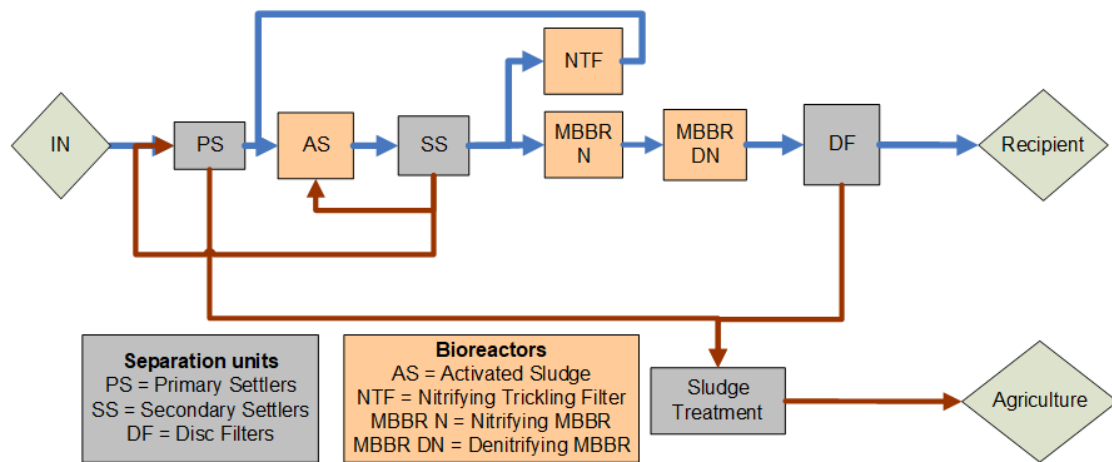 NTF
IN
PS
AS
SS
MBBR
N
MBBR
DN
DF
Recipient
Separation units
PS = Primary Settlers
SS = Secondary Settlers
DF = Disc Filters
Bioreactors
AS = Activated Sludge
NTF = Nitrifying Trickling Filter
MBBR N = Nitrifying MBBR
MBBR DN = Denitrifying MBBR
Sludge
Treatment
Agriculture